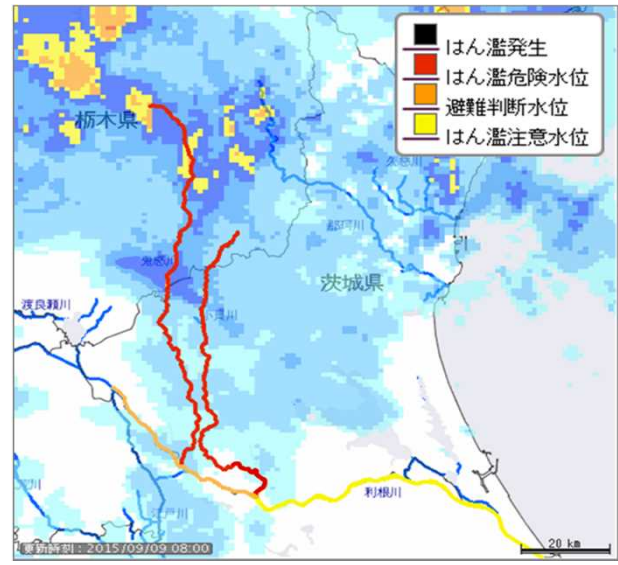 はん濫発生
はん濫危険水位
避難判断水位
はん濫注意水位
栃木県
久慈川
那珂川
茨城県
鬼怒川
小貝川
渡良瀬川
利根川
江戸川
更新時刻：2015/09/09 08:00
20 km